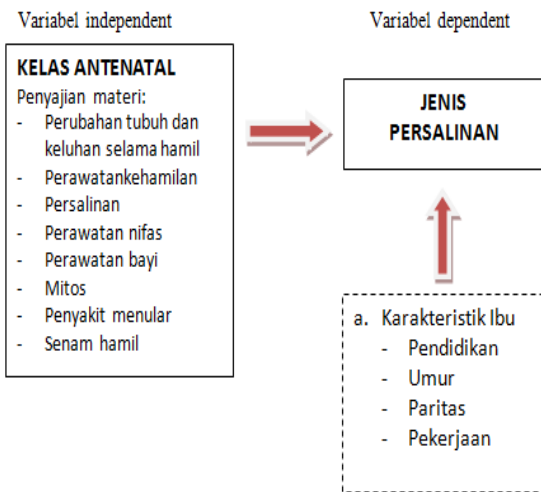 Variabel independent
Variabel dependent
KELAS ANTENATAL
Penyajian materi:
- Perubahan tubuh dan
keluhan selama hamil
- Perawatankehamilan
- Persalinan
- Perawatan nifas
- Perawatan bayi
- Mitos
- Penyakit menular
- Senam hamil
JENIS
PERSALINAN
a. Karakteristik Ibu
- Pendidikan
- Umur
- Paritas
- Pekerjaan